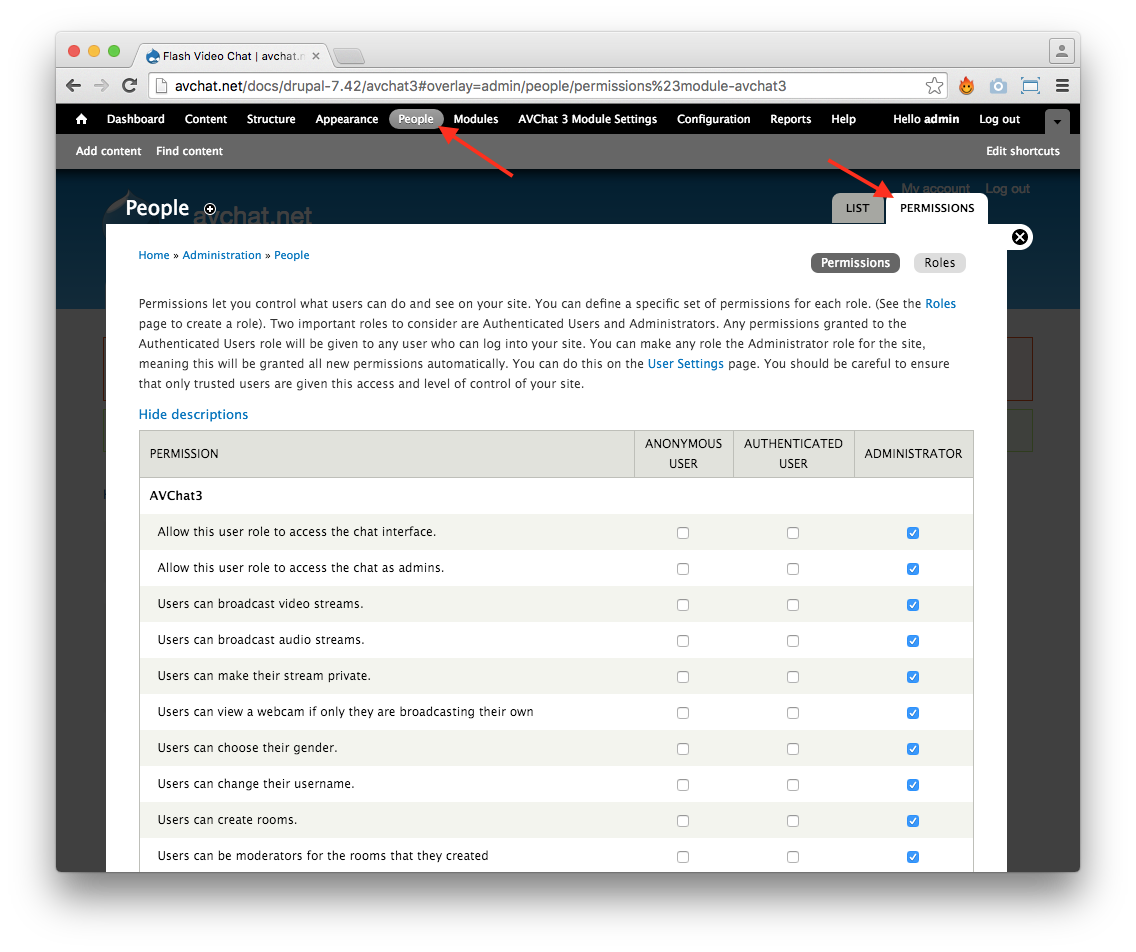 Flash Video Chat | avchat.n
avchat.net/docs/drupal-7.42/avchat3#overlay=admin/people/permissions%23module-avchat3
Dashboard Content Structure Appearance People Modules AVChat 3 Module Settings Configuration Reports Help Hello admin Log out
Add content Find content Edit shortcuts
My account Log out
People
avchat.net
LIST PERMISSIONS
Home » Administration » People
Permissions Roles
Permissions let you control what users can do and see on your site. You can define a specific set of permissions for each role. (See the Roles
page to create a role). Two important roles to consider are Authenticated Users and Administrators. Any permissions granted to the
Authenticated Users role will be given to any user who can log into your site. You can make any role the Administrator role for the site,
meaning this will be granted all new permissions automatically. You can do this on the User Settings page. You should be careful to ensure
that only trusted users are given this access and level of control of your site.
Hide descriptions
PERMISSION ANONYMOUS USER AUTHENTICATED USER ADMINISTRATOR
AVChat3
Allow this user role to access the chat interface.
Allow this user role to access the chat as admins.
Users can broadcast video streams.
Users can broadcast audio streams.
Users can make their stream private.
Users can view a webcam if only they are broadcasting their own
Users can choose their gender.
Users can change their username.
Users can create rooms.
Users can be moderators for the rooms that they created